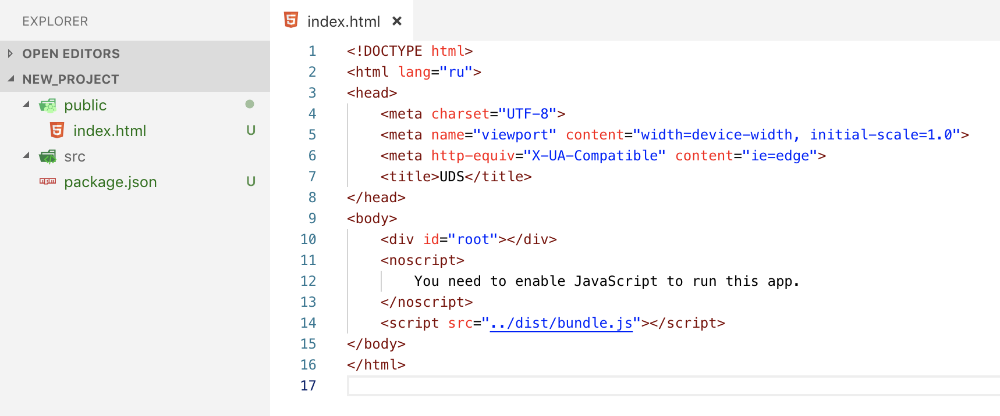 EXPLORER
OPEN EDITORS
NEW_PROJECT
public
index.html U
src
package.json U
index.html ×
1 <!DOCTYPE html>
2 <html lang="ru">
3 <head>
4     <meta charset="UTF-8">
5     <meta name="viewport" content="width=device-width, initial-scale=1.0">
6     <meta http-equiv="X-UA-Compatible" content="ie=edge">
7     <title>UDS</title>
8 </head>
9 <body>
10     <div id="root"></div>
11     <noscript>
12         You need to enable JavaScript to run this app.
13     </noscript>
14     <script src="../dist/bundle.js"></script>
15 </body>
16 </html>
17